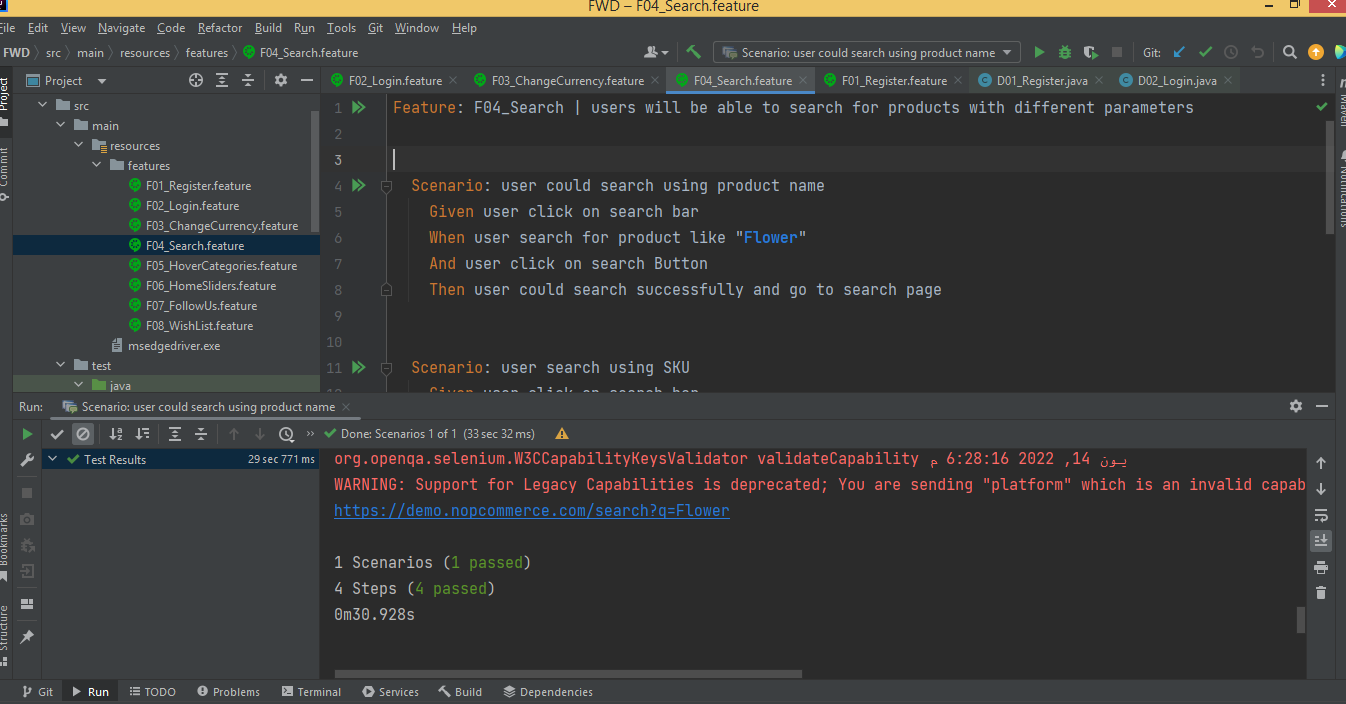 FWD – F04_Search.feature
File Edit View Navigate Code Refactor Build Run Tools Git Window Help
FWD src main resources features F04_Search.feature
Scenario: user could search using product name
Git:
Project
F02_Login.feature F03_ChangeCurrency.feature F04_Search.feature F01_Register.feature D01_Register.java D02_Login.java
Project
Commit
src
main
resources
features
F01_Register.feature
F02_Login.feature
F03_ChangeCurrency.feature
F04_Search.feature
F05_HoverCategories.feature
F06_HomeSliders.feature
F07_FollowUs.feature
F08_WishList.feature
msedgedriver.exe
test
java
1 Feature: F04_Search | users will be able to search for products with different parameters
2
3
4 Scenario: user could search using product name
5 Given user click on search bar
6 When user search for product like "Flower"
7 And user click on search Button
8 Then user could search successfully and go to search page
9
10
11 Scenario: user search using SKU
12 Given user click on search bar
Maven
Notifications
Run: Scenario: user could search using product name
Done: Scenarios 1 of 1 (33 sec 32 ms)
Test Results 29 sec 771 ms
org.openqa.selenium.W3CCapabilityKeysValidator validateCapability يون 14, 2022 6:28:16 م
WARNING: Support for Legacy Capabilities is deprecated; You are sending "platform" which is an invalid capab
https://demo.nopcommerce.com/search?q=Flower
1 Scenarios (1 passed)
4 Steps (4 passed)
0m30.928s
Bookmarks
Structure
Git Run TODO Problems Terminal Services Build Dependencies